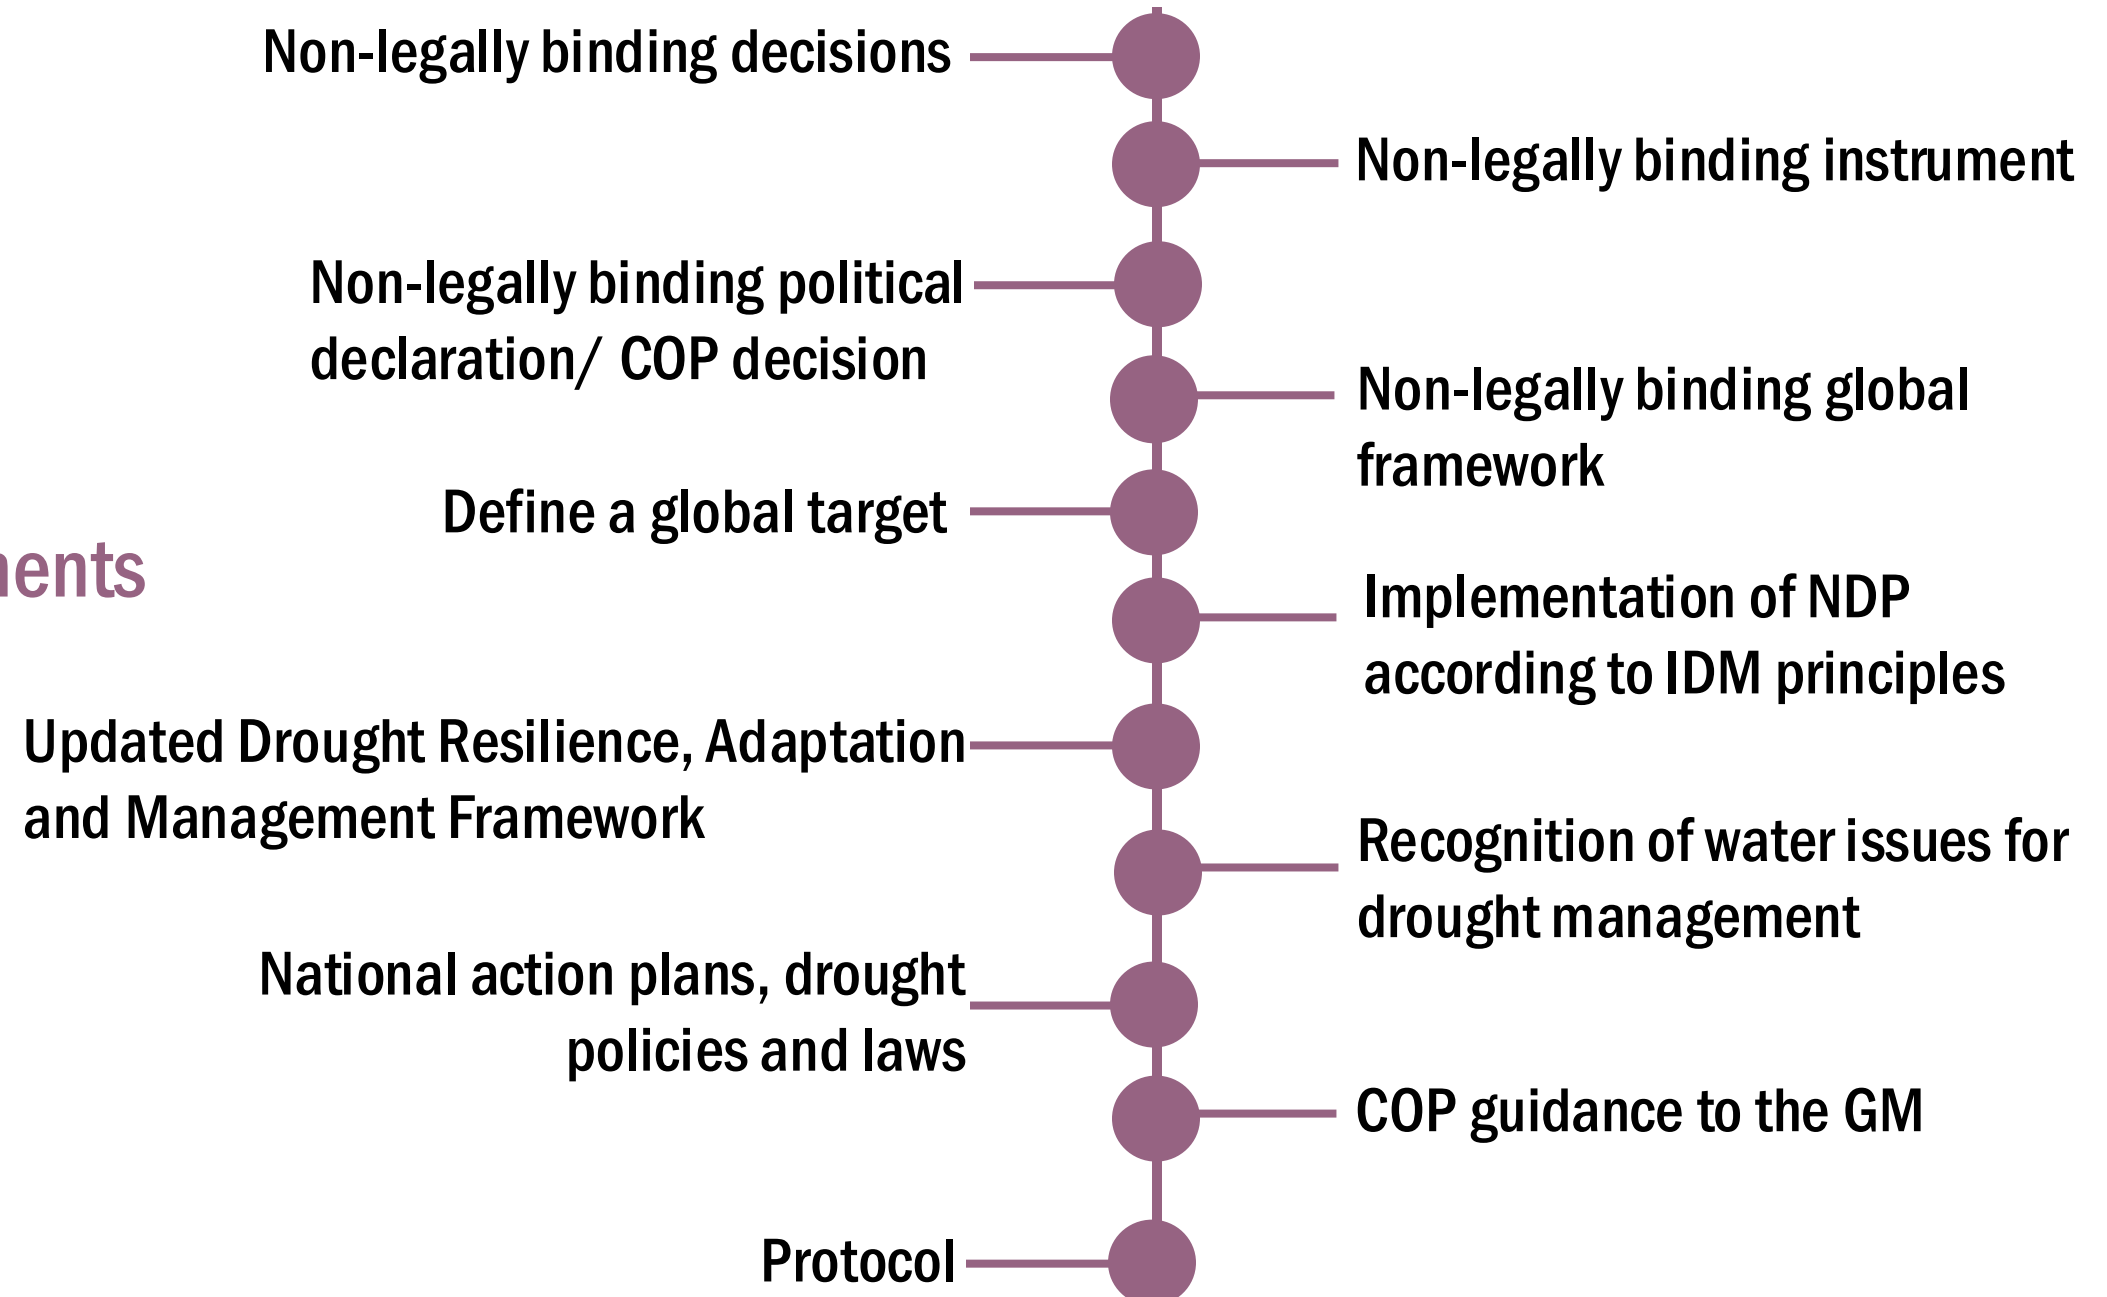 Non-legally binding decisions
Non-legally binding instrument
Non-legally binding political
declaration/ COP decision
Non-legally binding global
framework
Define a global target
Implementation of NDP
according to IDM principles
Updated Drought Resilience, Adaptation
and Management Framework
Recognition of water issues for
drought management
National action plans, drought
policies and laws
COP guidance to the GM
Protocol